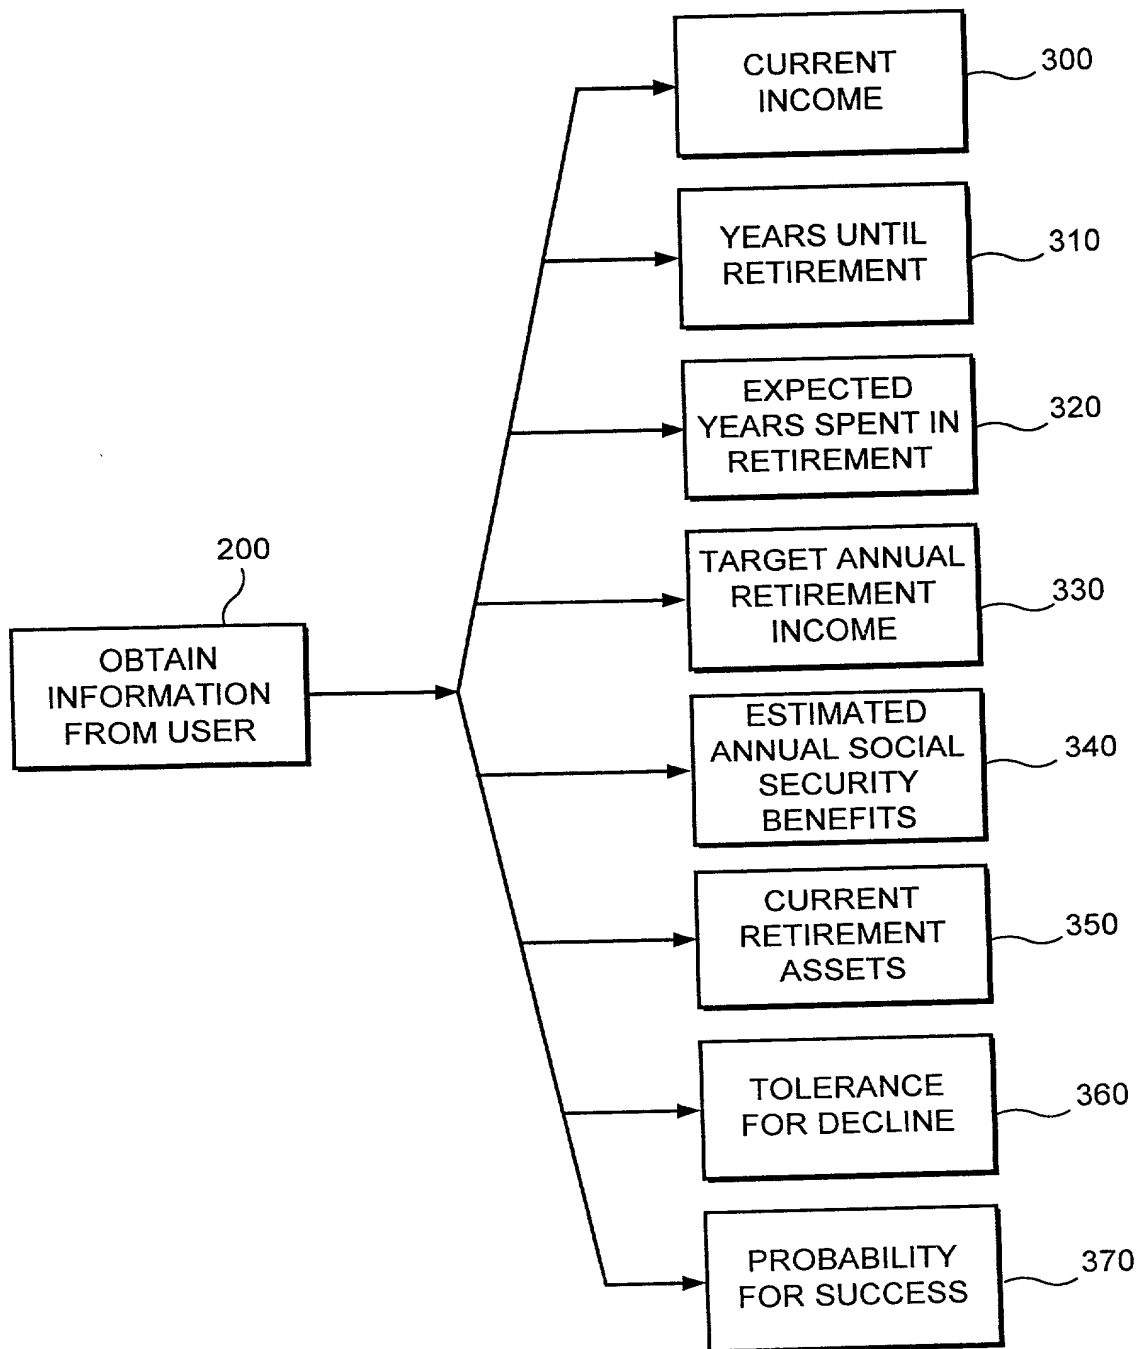 CURRENT
INCOME
300
YEARS UNTIL
RETIREMENT
310
EXPECTED
YEARS SPENT IN
RETIREMENT
320
200
OBTAIN
INFORMATION
FROM USER
TARGET ANNUAL
RETIREMENT
INCOME
330
ESTIMATED
ANNUAL SOCIAL
SECURITY
BENEFITS
340
CURRENT
RETIREMENT
ASSETS
350
TOLERANCE
FOR DECLINE
360
PROBABILITY
FOR SUCCESS
370